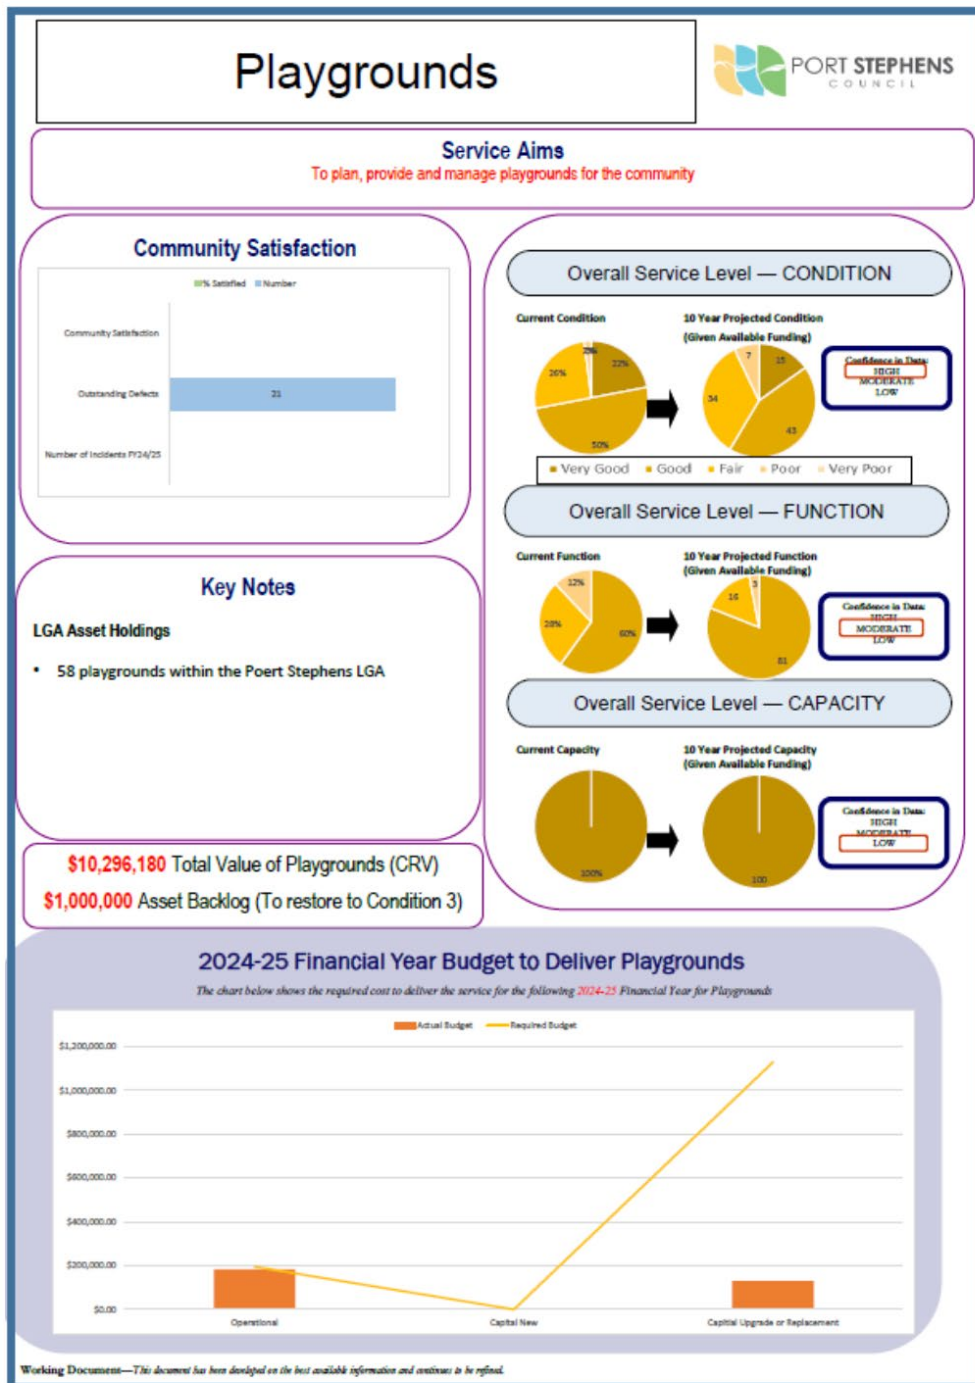 Playgrounds
PORT STEPHENS
COUNCIL
Service Aims
To plan, provide and manage playgrounds for the community
Community Satisfaction
% Satisfied Number
Community Satisfaction
Outstanding Defects
21
Number of Incidents FY24/25
Key Notes
LGA Asset Holdings
• 58 playgrounds within the Poert Stephens LGA
$10,296,180 Total Value of Playgrounds (CRV)
$1,000,000 Asset Backlog (To restore to Condition 3)
Overall Service Level — CONDITION
Current Condition
22%
50%
26%
10 Year Projected Condition
(Given Available Funding)
15
43
34
7
Confidence in Data:
HIGH
MODERATE
LOW
Very Good Good Fair Poor Very Poor
Overall Service Level — FUNCTION
Current Function
60%
28%
12%
10 Year Projected Function
(Given Available Funding)
81
16
3
Confidence in Data:
HIGH
MODERATE
LOW
Overall Service Level — CAPACITY
Current Capacity
100%
10 Year Projected Capacity
(Given Available Funding)
100
Confidence in Data:
HIGH
MODERATE
LOW
2024-25 Financial Year Budget to Deliver Playgrounds
The chart below shows the required cost to deliver the service for the following 2024-25 Financial Year for Playgrounds
Actual Budget Required Budget
$1,200,000.00
$1,000,000.00
$800,000.00
$600,000.00
$400,000.00
$200,000.00
$0.00
Operational
Capital New
Capitial Upgrade or Replacement
Working Document—This document has been developed on the best available information and continues to be refined.